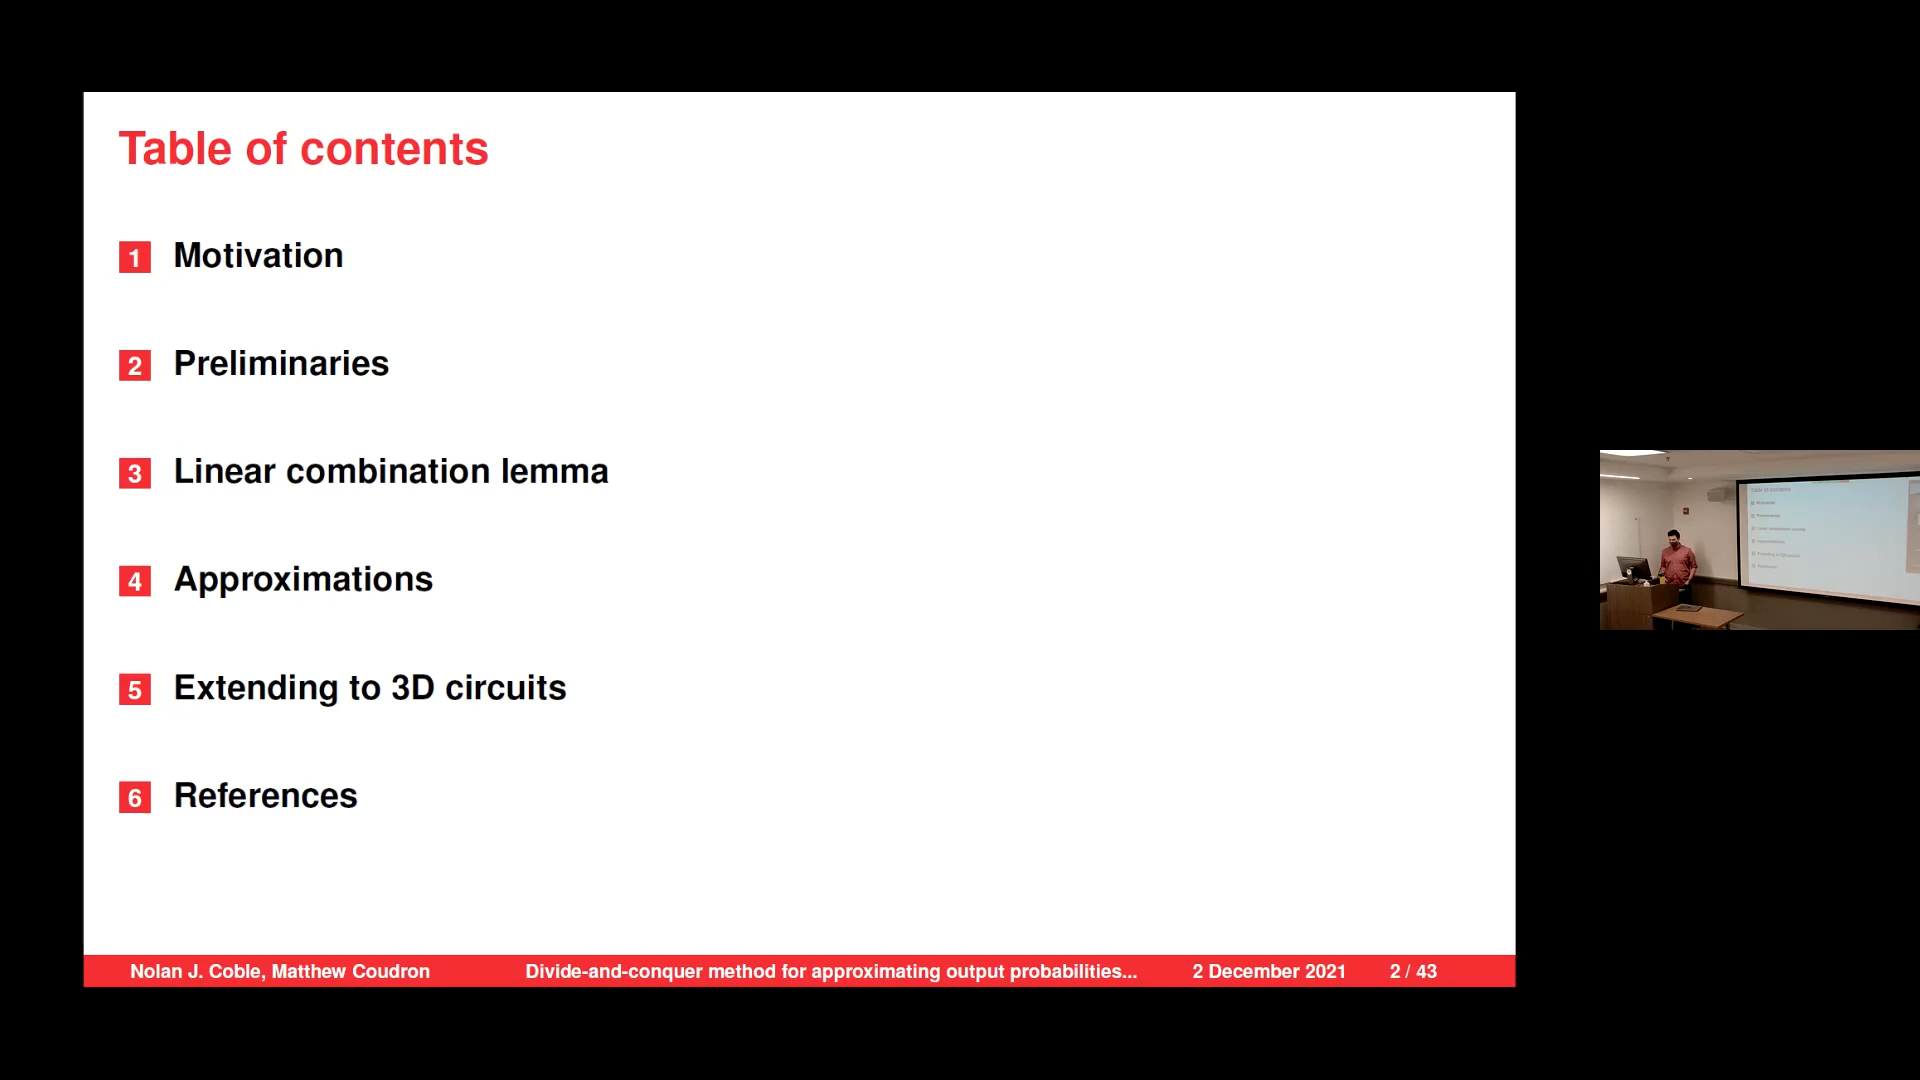 Table of contents
1 Motivation
2 Preliminaries
3 Linear combination lemma
4 Approximations
5 Extending to 3D circuits
6 References
Nolan J. Coble, Matthew Coudron Divide-and-conquer method for approximating output probabilities... 2 December 2021 2 / 43